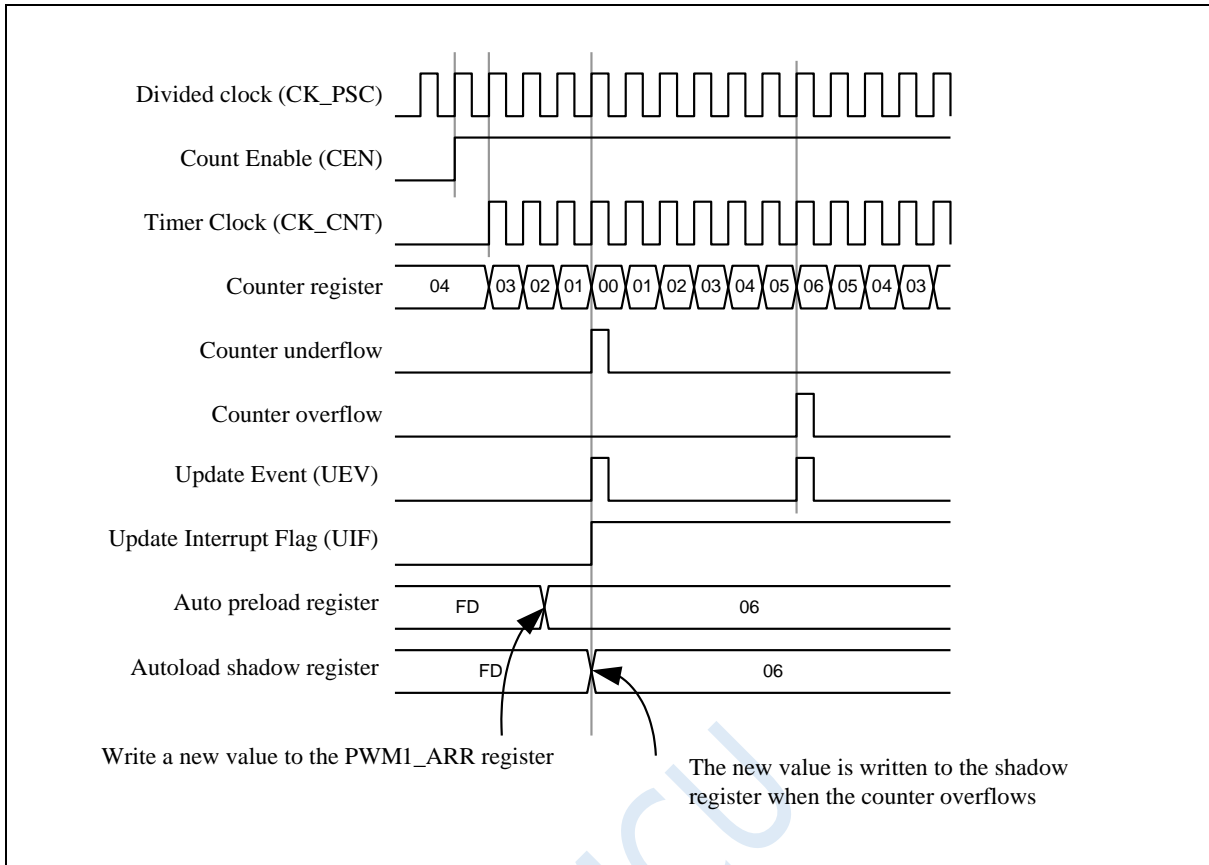 Divided clock (CK_PSC)
Count Enable (CEN)
Timer Clock (CK_CNT)
Counter register 04 03 02 01 00 01 02 03 04 05 06 05 04 03
Counter underflow
Counter overflow
Update Event (UEV)
Update Interrupt Flag (UIF)
Auto preload register FD 06
Autoload shadow register FD 06
Write a new value to the PWM1_ARR register
The new value is written to the shadow
register when the counter overflows
MCU